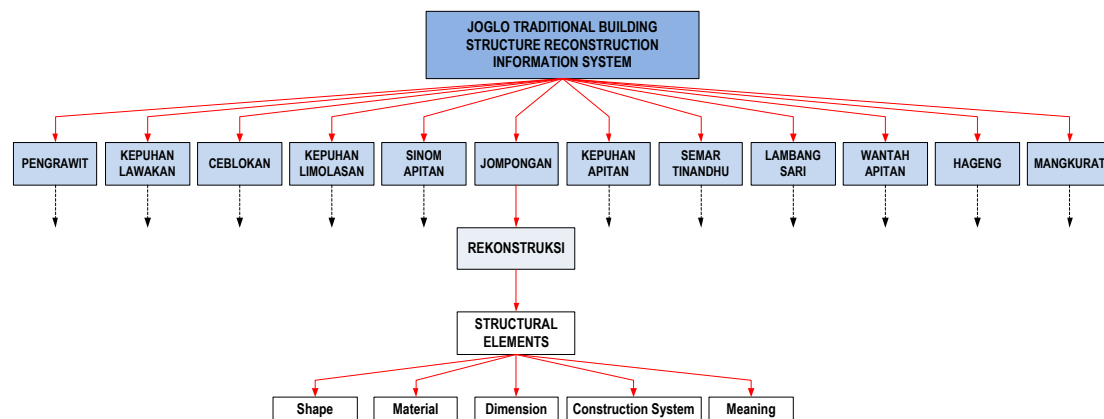 JOGLO TRADITIONAL BUILDING
STRUCTURE RECONSTRUCTION
INFORMATION SYSTEM
PENGRAWIT
KEPUHAN
LAWAKAN
CEBLOKAN
KEPUHAN
LIMOLASAN
SINOM
APITAN
JOMPONGAN
KEPUHAN
APITAN
SEMAR
TINANDHU
LAMBANG
SARI
WANTAH
APITAN
HAGENG
MANGKURAT
REKONSTRUKSI
STRUCTURAL
ELEMENTS
Shape
Material
Dimension
Construction System
Meaning